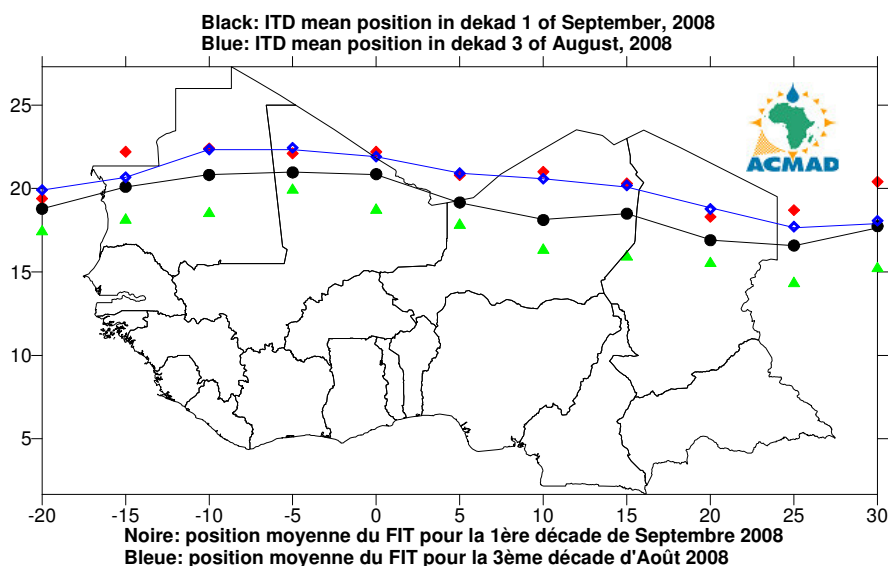 Black: ITD mean position in dekad 1 of September, 2008
Blue: ITD mean position in dekad 3 of August, 2008
25
20
15
10
5
ACMAD
-20 -15 -10 -5 0 5 10 15 20 25 30
Noire: position moyenne du FIT pour la 1ère décade de Septembre 2008
Bleue: position moyenne du FIT pour la 3ème décade d'Août 2008